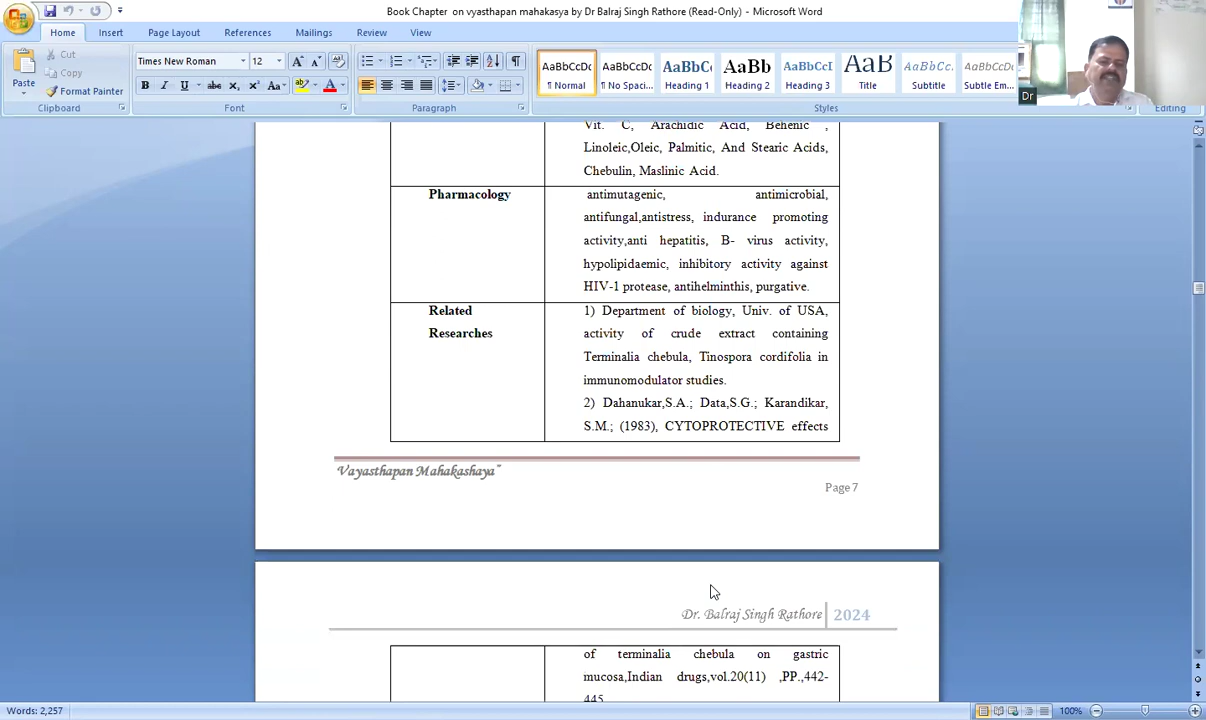 Book Chapter on vyasthapan mahakasya by Dr Balraj Singh Rathore (Read-Only) - Microsoft Word
Home Insert Page Layout References Mailings Review View
Paste
Cut
Copy
Format Painter
Clipboard
Times New Roman 12
Font
Paragraph
AaBbCcDc AaBbCcDc AaBbCc AaBbCc AaBbCcI AaB AaBbCc. AaBbCcDc
¶ Normal ¶ No Spaci... Heading 1 Heading 2 Heading 3 Title Subtitle Subtle Em...
Styles
Editing
Dr
Vit. C, Arachidic Acid, Behenic ,
Linoleic,Oleic, Palmitic, And Stearic Acids,
Chebulin, Maslinic Acid.
Pharmacology
antimutagenic, antimicrobial,
antifungal,antistress, indurance promoting
activity,anti hepatitis, B- virus activity,
hypolipidaemic, inhibitory activity against
HIV-1 protease, antihelminthis, purgative.
Related
Researches
1) Department of biology, Univ. of USA,
activity of crude extract containing
Terminalia chebula, Tinospora cordifolia in
immunomodulator studies.
2) Dahanukar,S.A.; Data,S.G.; Karandikar,
S.M.; (1983), CYTOPROTECTIVE effects
Vayasthapan Mahakashaya"
Page 7
Dr. Balraj Singh Rathore 2024
of terminalia chebula on gastric
mucosa,Indian drugs,vol.20(11) ,PP.,442-
445
Words: 2,257
100%